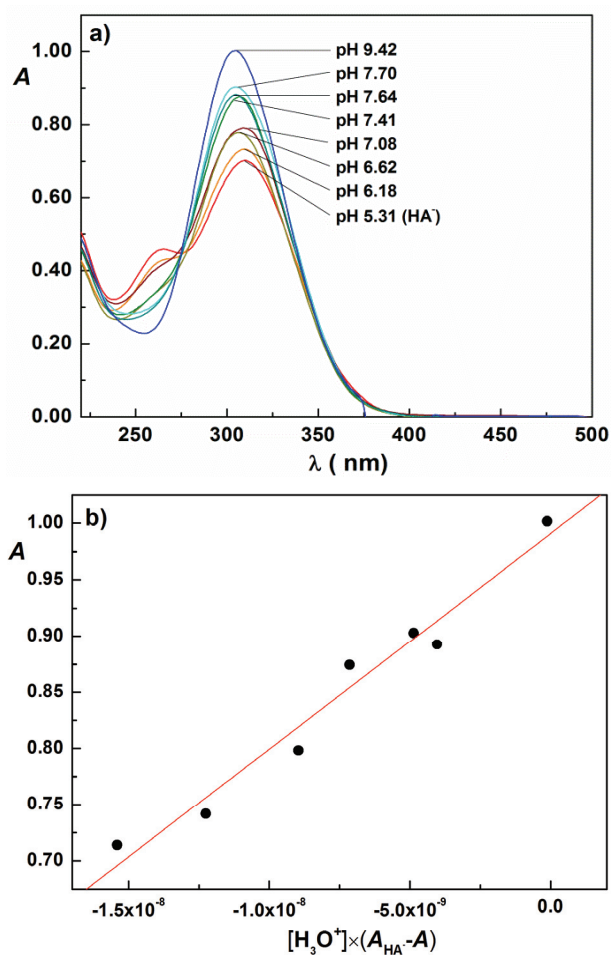 a)
1.00
A
0.80
0.60
0.40
0.20
0.00
pH 9.42
pH 7.70
pH 7.64
pH 7.41
pH 7.08
pH 6.62
pH 6.18
pH 5.31 (HA⁻)
250 300 350 400 450 500
λ ( nm)
b)
1.00
A
0.95
0.90
0.85
0.80
0.75
0.70
-1.5x10⁻⁸ -1.0x10⁻⁸ -5.0x10⁻⁹ 0.0
[H₃O⁺]×(A_HA⁻-A)